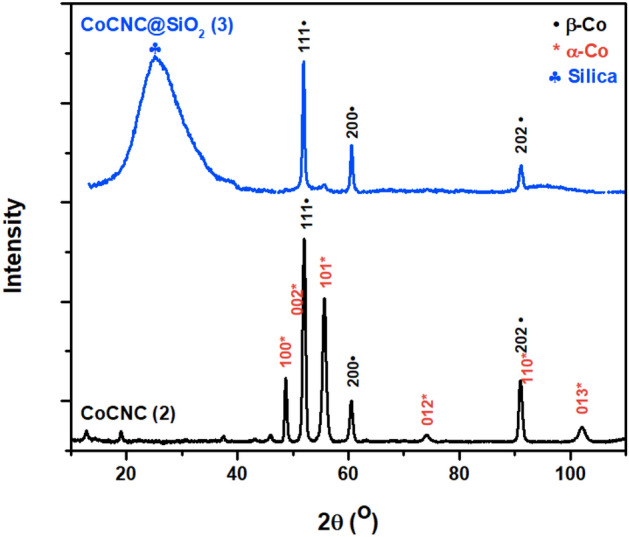 CoCNC@SiO₂ (3)
♣
111•
200•
202 •
• β-Co
* α-Co
♣ Silica
Intensity
CoCNC (2)
100*
002*
111•
101*
200•
012*
202 •
110*
013*
20
40
60
80
100
2θ (O)